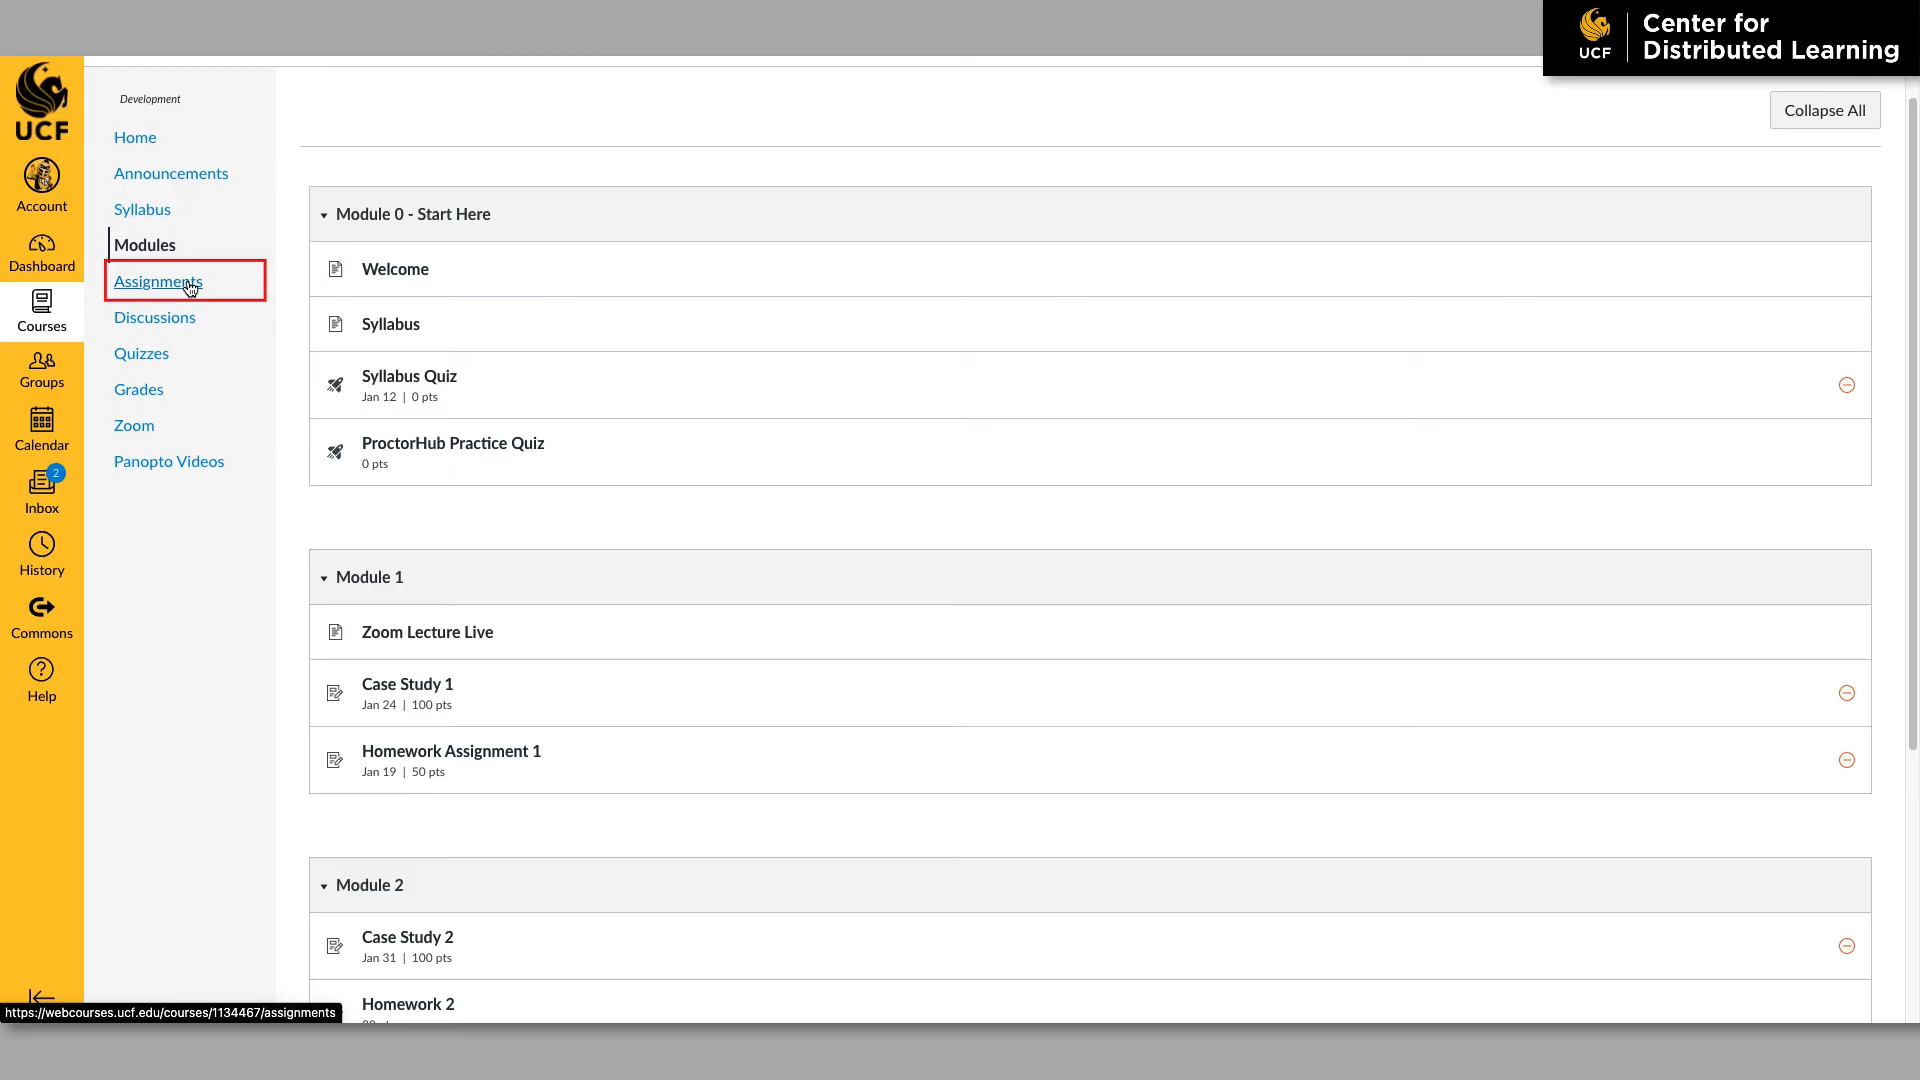 UCF
Center for
Distributed Learning
UCF
Account
Dashboard
Courses
Groups
Calendar
2
Inbox
History
Commons
Help
Development
Home
Announcements
Syllabus
Modules
Assignments
Discussions
Quizzes
Grades
Zoom
Panopto Videos
Collapse All
Module 0 - Start Here
Welcome
Syllabus
Syllabus Quiz
Jan 12 | 0 pts
ProctorHub Practice Quiz
0 pts
Module 1
Zoom Lecture Live
Case Study 1
Jan 24 | 100 pts
Homework Assignment 1
Jan 19 | 50 pts
Module 2
Case Study 2
Jan 31 | 100 pts
Homework 2
https://webcourses.ucf.edu/courses/1134467/assignments